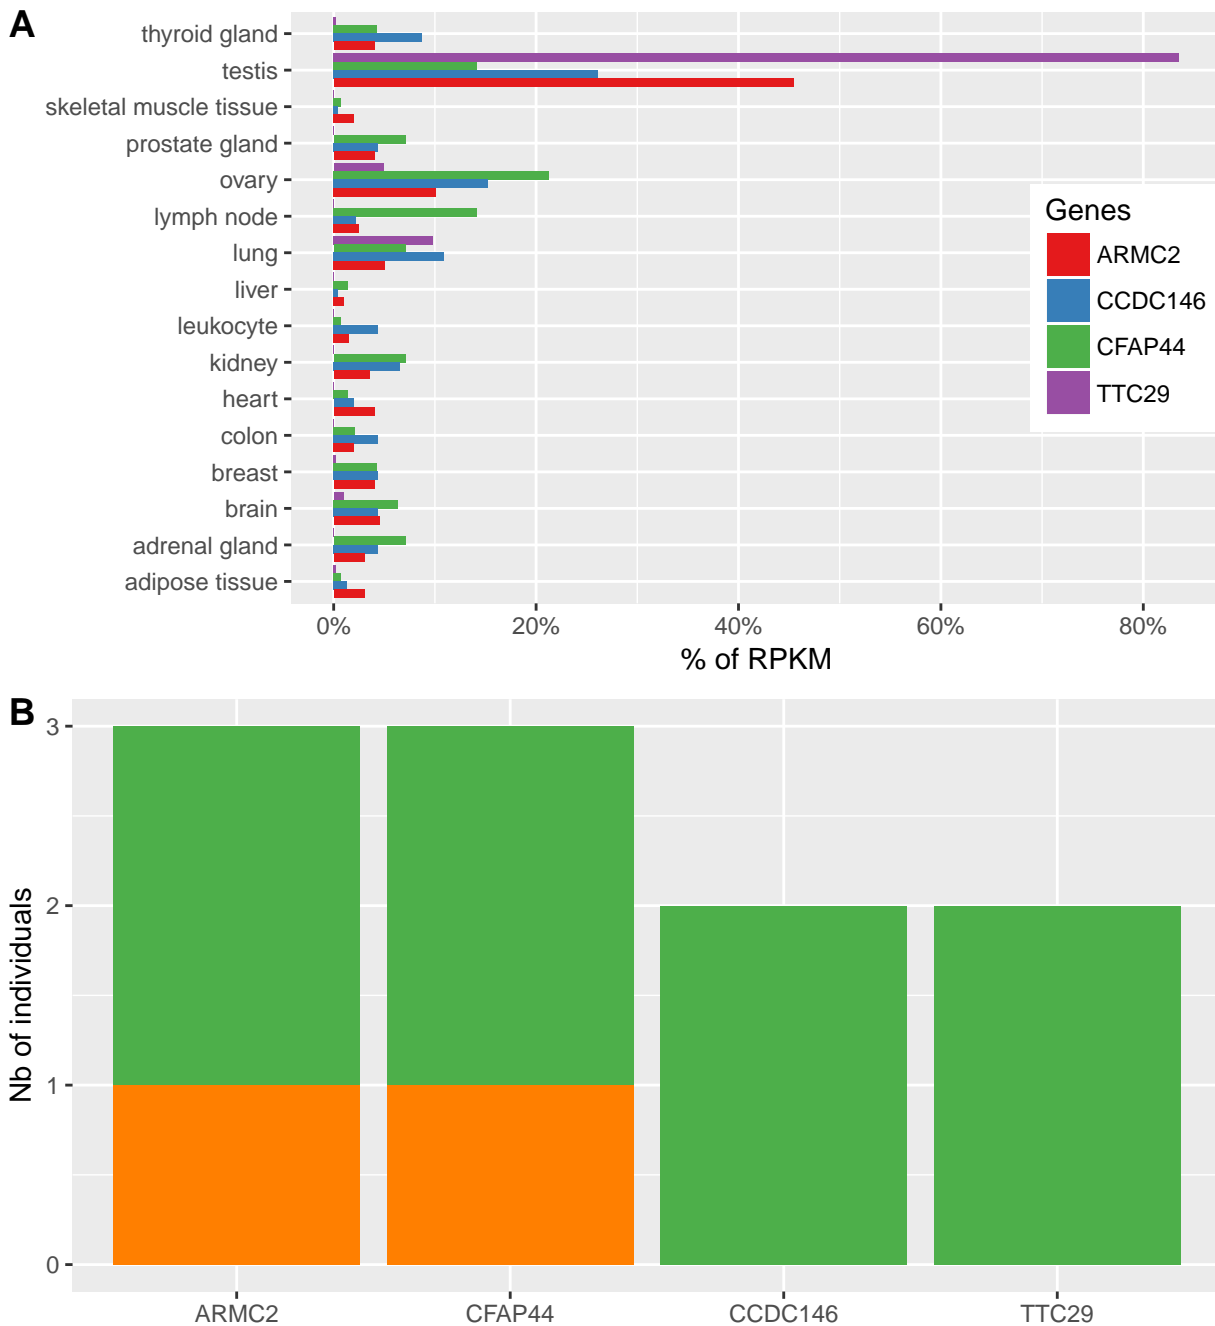 A
thyroid gland
testis
skeletal muscle tissue
prostate gland
ovary
lymph node
lung
liver
leukocyte
kidney
heart
colon
breast
brain
adrenal gland
adipose tissue
0% 20% 40% 60% 80%
% of RPKM
Genes
ARMC2
CCDC146
CFAP44
TTC29
B
Nb of individuals
3
2
1
0
ARMC2 CFAP44 CCDC146 TTC29